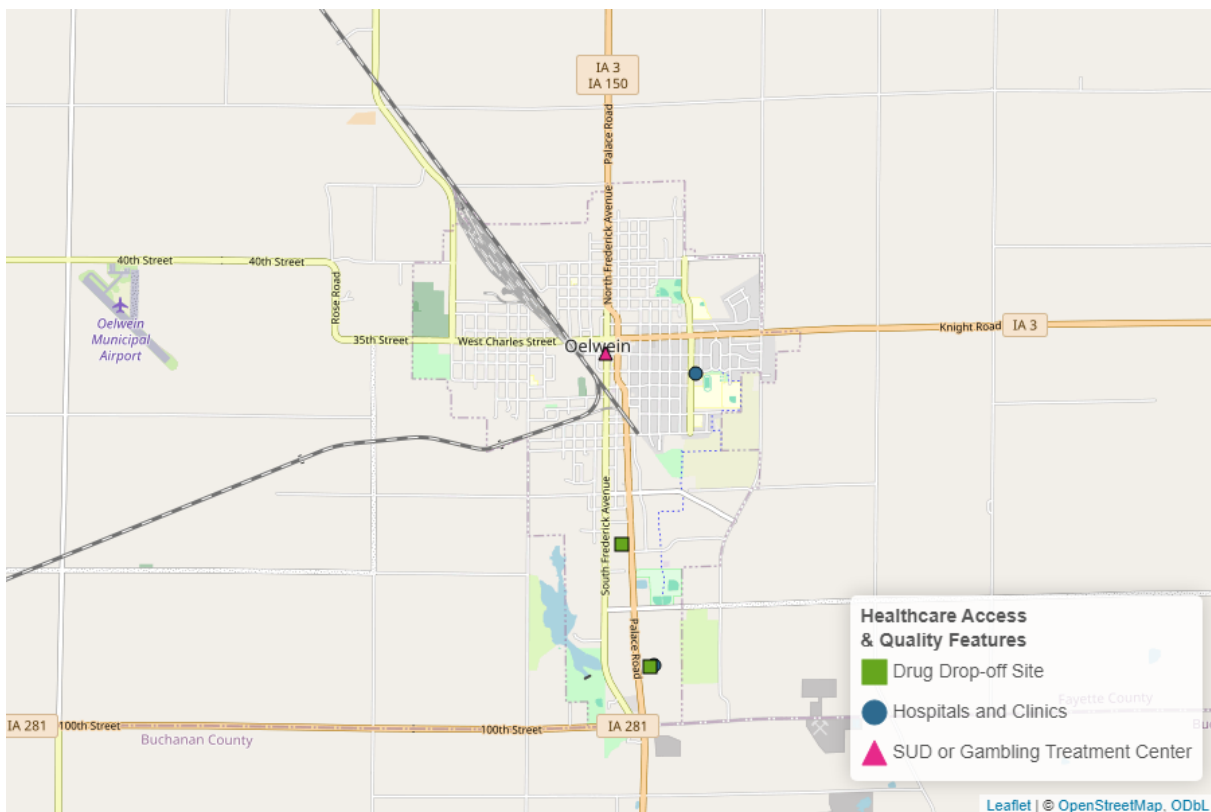 IA 3
IA 150
Palace Road
North Frederick Avenue
40th Street
40th Street
Rose Road
Oelwein
Municipal
Airport
35th Street
West Charles Street
Oelwein
Knight Road
IA 3
South Frederick Avenue
Palace Road
IA 281
100th Street
100th Street
IA 281
Buchanan County
Fayette County
Bu
Healthcare Access
& Quality Features
Drug Drop-off Site
Hospitals and Clinics
SUD or Gambling Treatment Center
Leaflet | © OpenStreetMap, ODbL